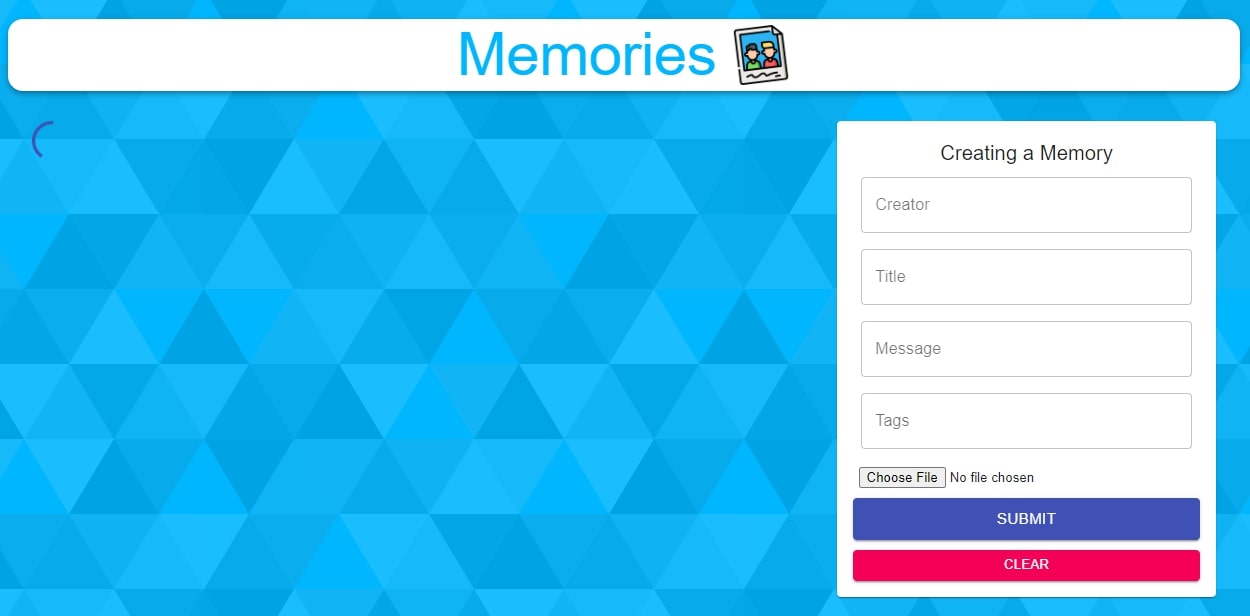 Memories
Creating a Memory
Creator
Title
Message
Tags
Choose File No file chosen
SUBMIT
CLEAR